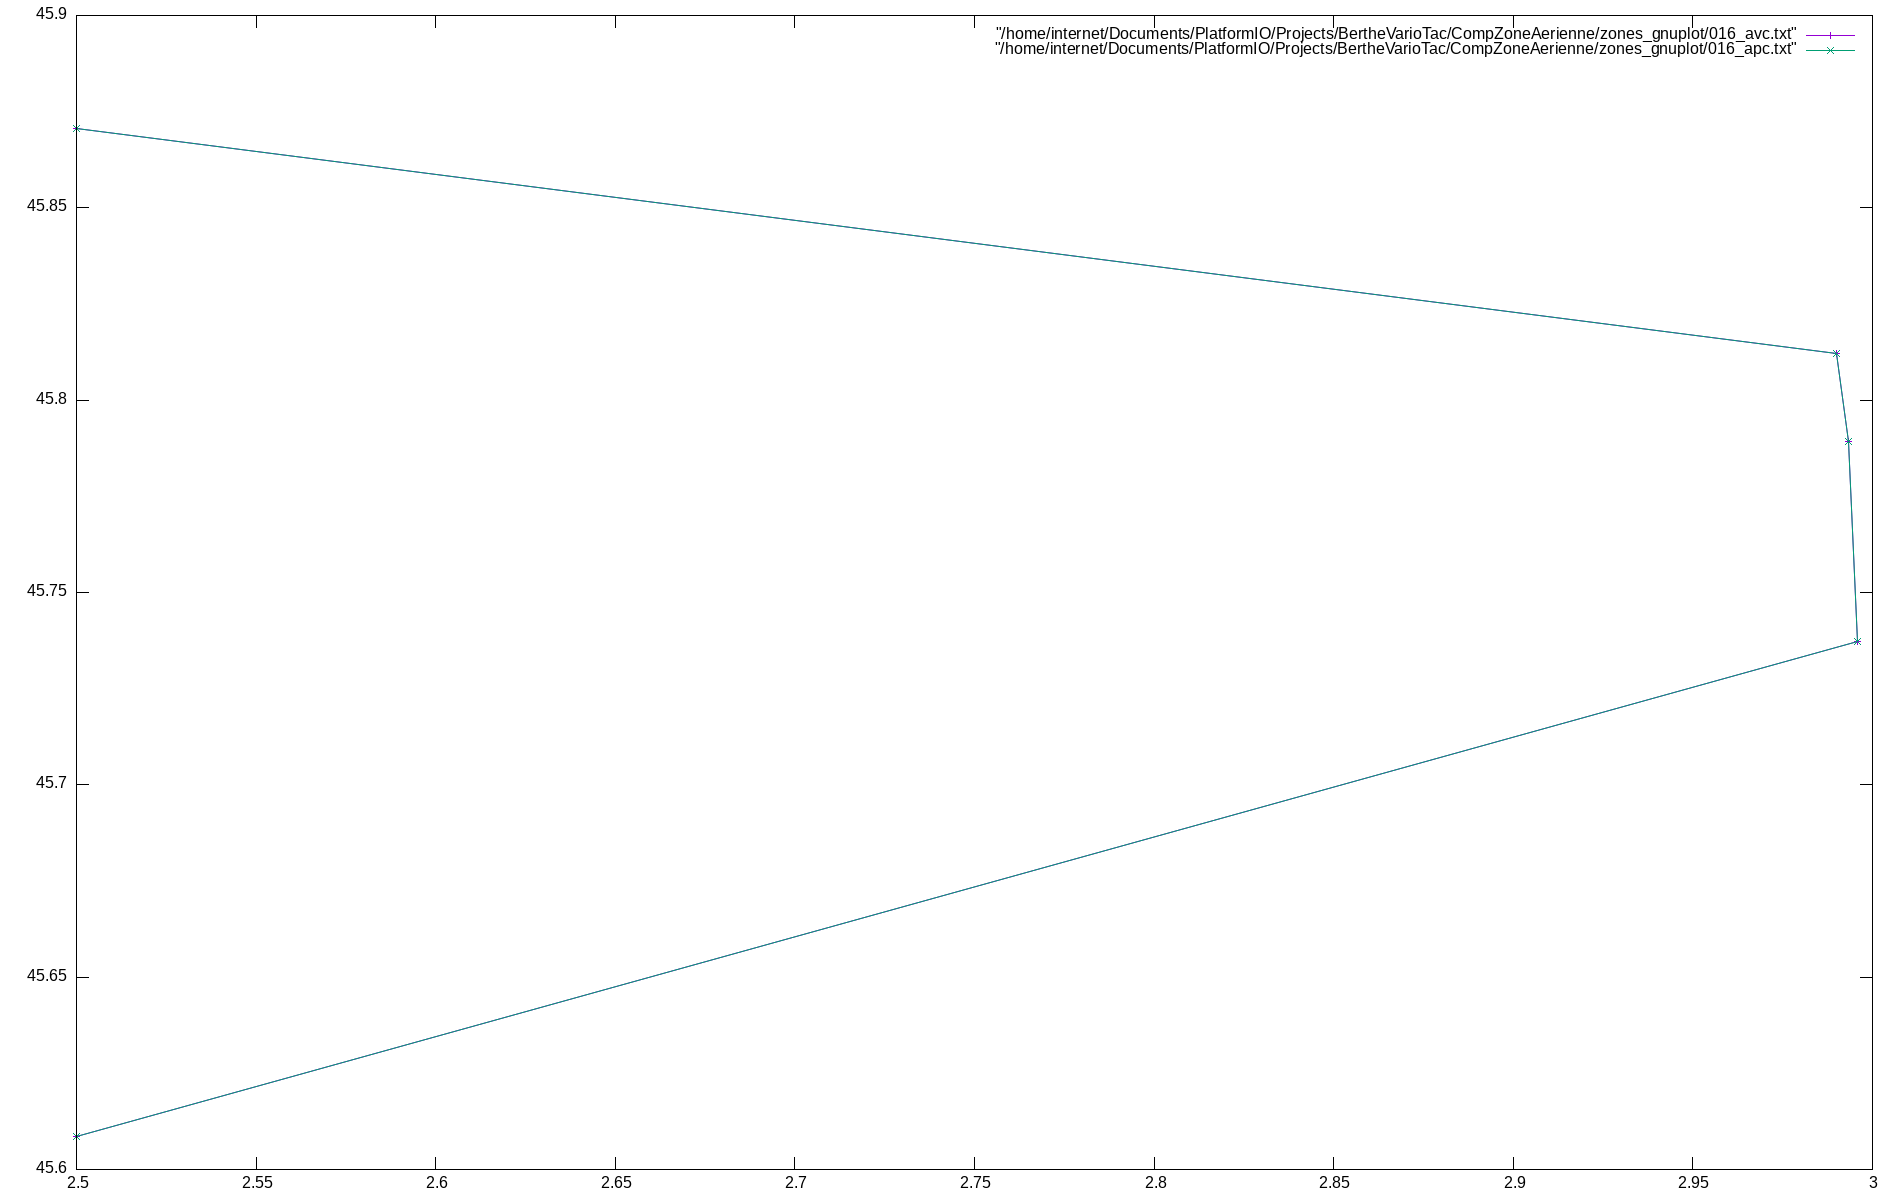 45.9
"/home/internet/Documents/PlatformIO/Projects/BertheVarioTac/CompZoneAerienne/zones_gnuplot/016_avc.txt"
"/home/internet/Documents/PlatformIO/Projects/BertheVarioTac/CompZoneAerienne/zones_gnuplot/016_apc.txt"
45.85
45.8
45.75
45.7
45.65
45.6
2.5 2.55 2.6 2.65 2.7 2.75 2.8 2.85 2.9 2.95 3